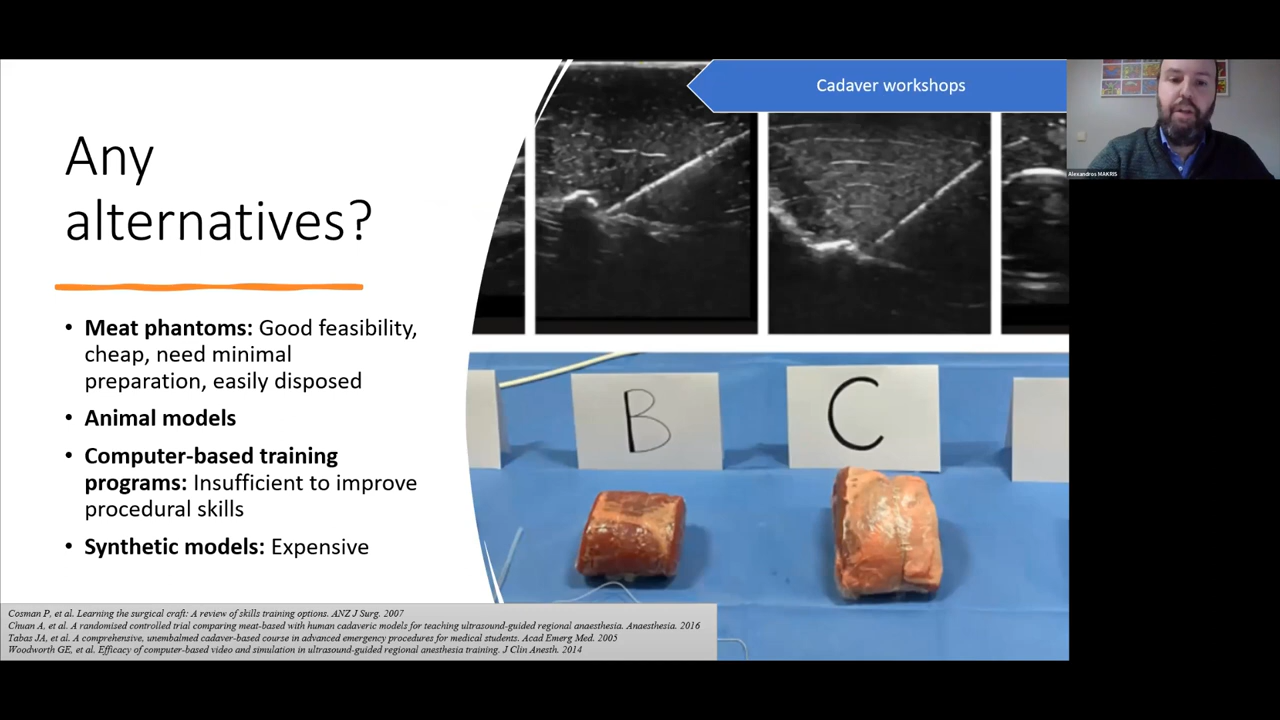 Cadaver workshops
Alexandros MAKRIS
Any
alternatives?
• Meat phantoms: Good feasibility,
cheap, need minimal
preparation, easily disposed
• Animal models
• Computer-based training
programs: Insufficient to improve
procedural skills
• Synthetic models: Expensive
B
C
Cosman P, et al. Learning the surgical craft: A review of skills training options. ANZ J Surg. 2007
Chuan A, et al. A randomised controlled trial comparing meat-based with human cadaveric models for teaching ultrasound-guided regional anaesthesia. Anaesthesia. 2016
Tabas JA, et al. A comprehensive, unembalmed cadaver-based course in advanced emergency procedures for medical students. Acad Emerg Med. 2005
Woodworth GE, et al. Efficacy of computer-based video and simulation in ultrasound-guided regional anesthesia training. J Clin Anesth. 2014